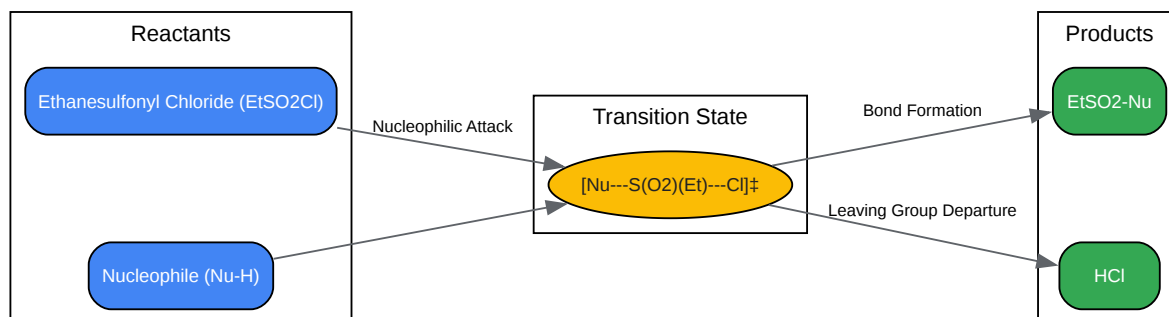 Reactants
Ethanesulfonyl Chloride (EtSO2Cl)
Nucleophile (Nu-H)
Nucleophilic Attack
Transition State
[Nu---S(O2)(Et)---Cl]‡
Bond Formation
Leaving Group Departure
Products
EtSO2-Nu
HCl